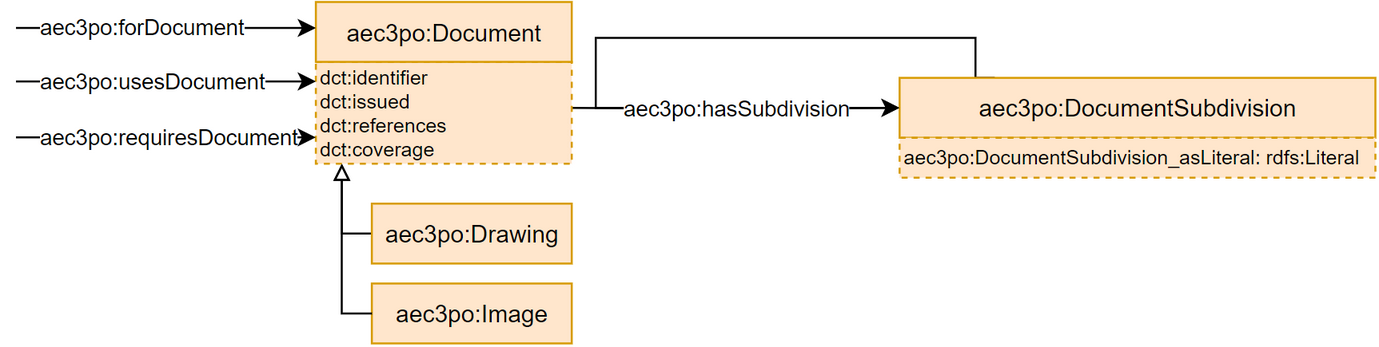 aec3po:forDocument
aec3po:usesDocument
aec3po:requiresDocument
aec3po:Document
dct:identifier
dct:issued
dct:references
dct:coverage
aec3po:Drawing
aec3po:Image
aec3po:hasSubdivision
aec3po:DocumentSubdivision
aec3po:DocumentSubdivision_asLiteral: rdfs:Literal